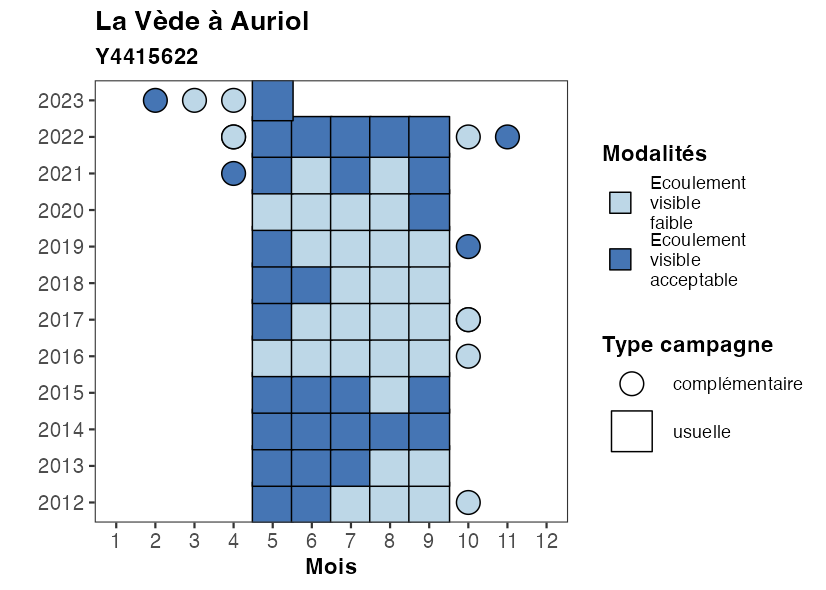 La Vède à Auriol
Y4415622
2023
2022
2021
2020
2019
2018
2017
2016
2015
2014
2013
2012
1 2 3 4 5 6 7 8 9 10 11 12
Mois
Modalités
Ecoulement
visible
faible
Ecoulement
visible
acceptable
Type campagne
complémentaire
usuelle